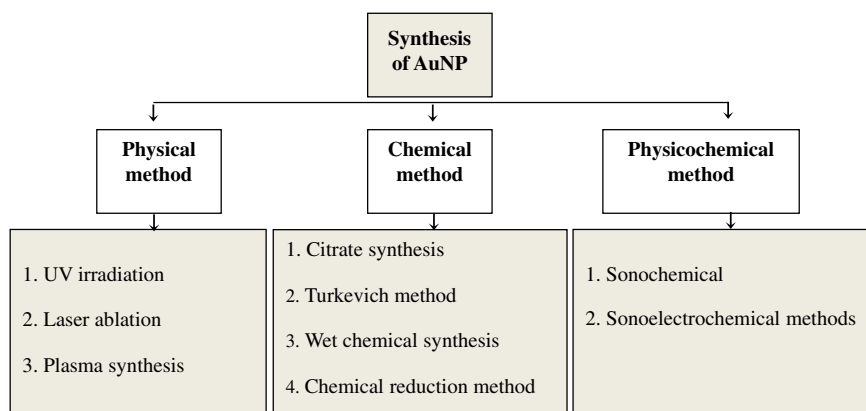 Synthesis
of AuNP
Physical
method
Chemical
method
Physicochemical
method
1. UV irradiation
2. Laser ablation
3. Plasma synthesis
1. Citrate synthesis
2. Turkevich method
3. Wet chemical synthesis
4. Chemical reduction method
1. Sonochemical
2. Sonoelectrochemical methods